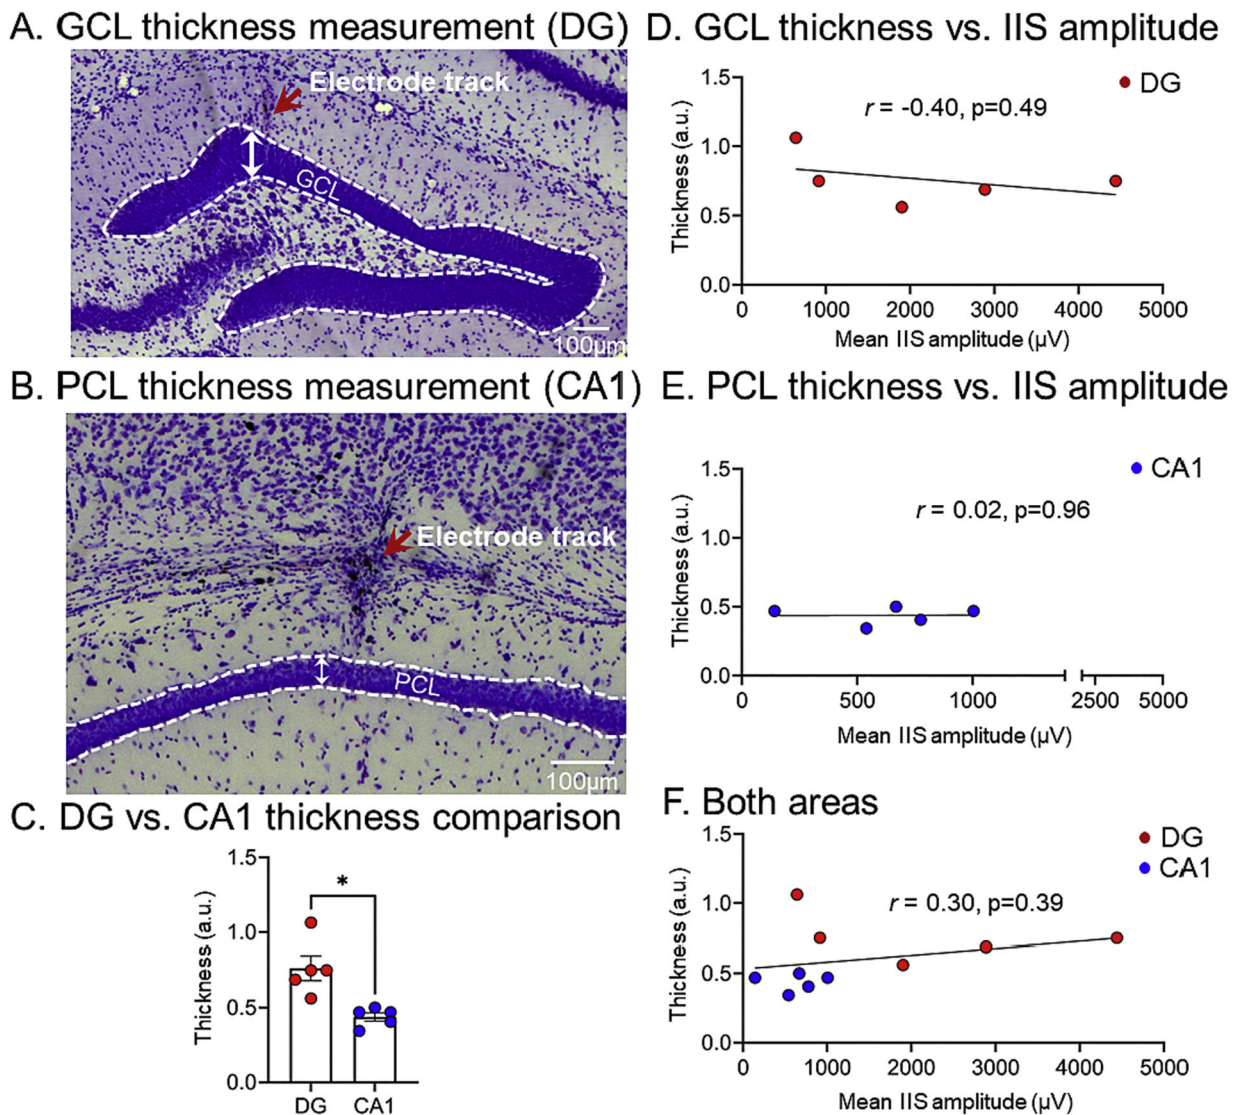 A. GCL thickness measurement (DG)
Electrode track
GCL
100µm
B. PCL thickness measurement (CA1)
Electrode track
PCL
100µm
C. DG vs. CA1 thickness comparison
Thickness (a.u.)
1.5
1.0
0.5
0.0
*
DG CA1
D. GCL thickness vs. IIS amplitude
DG
r = -0.40, p=0.49
Thickness (a.u.)
1.5
1.0
0.5
0.0
0 1000 2000 3000 4000 5000
Mean IIS amplitude (µV)
E. PCL thickness vs. IIS amplitude
CA1
r = 0.02, p=0.96
Thickness (a.u.)
1.5
1.0
0.5
0.0
0 500 1000 2500 5000
Mean IIS amplitude (µV)
F. Both areas
DG
CA1
r = 0.30, p=0.39
Thickness (a.u.)
1.5
1.0
0.5
0.0
0 1000 2000 3000 4000 5000
Mean IIS amplitude (µV)